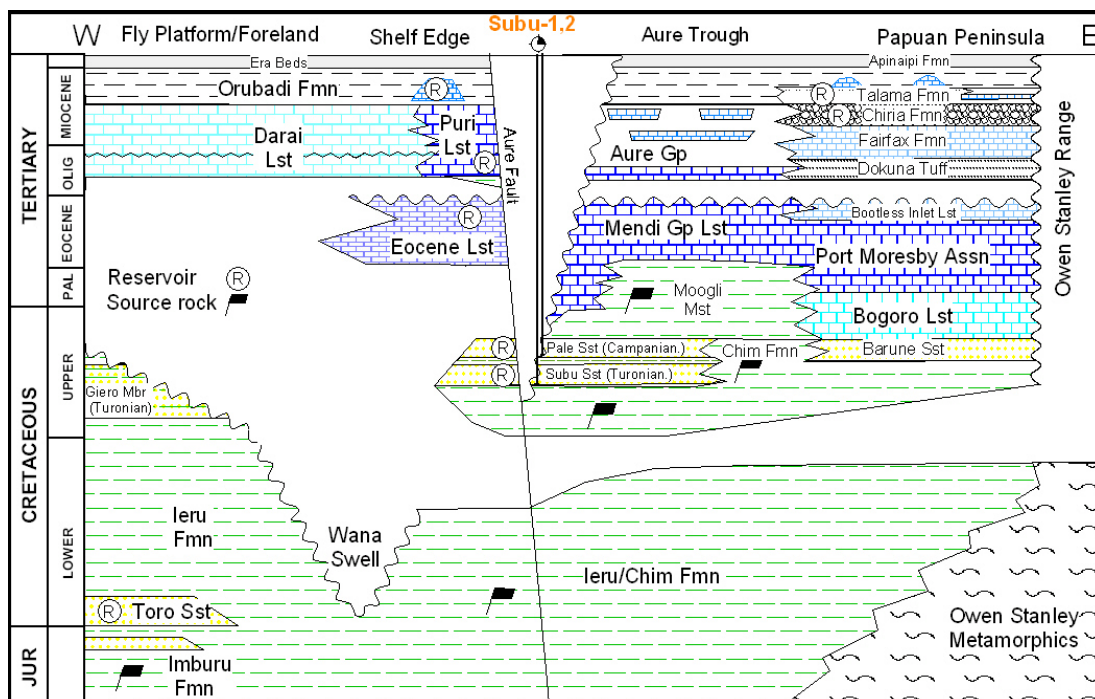 Subu-1,2
W
Fly Platform/Foreland
Shelf Edge
Aure Trough
Papuan Peninsula
E
TERTIARY
CRETACEOUS
JUR
MIOCENE
OLIG
EOCENE
PAL
UPPER
LOWER
Era Beds
Orubadi Fmn
R
Darai
Lst
Puri
Lst
R
Aure Fault
R
Eocene Lst
Reservoir
R
Source rock
Giero Mbr
(Turonian)
Ieru
Fmn
Wana
Swell
R
Toro Sst
Imburu
Fmn
Apinaipi Fmn
R
Talama Fmn
R
Chiria Fmn
Fairfax Fmn
Aure Gp
Dokuna Tuff
Bootless Inlet Lst
Mendi Gp Lst
Port Moresby Assn
Moogli
Mst
Bogoro Lst
R
Pale Sst (Campanian.)
Chim Fmn
Barune Sst
R
Subu Sst (Turonian.)
Ieru/Chim Fmn
Owen Stanley
Metamorphics
Owen Stanley Range